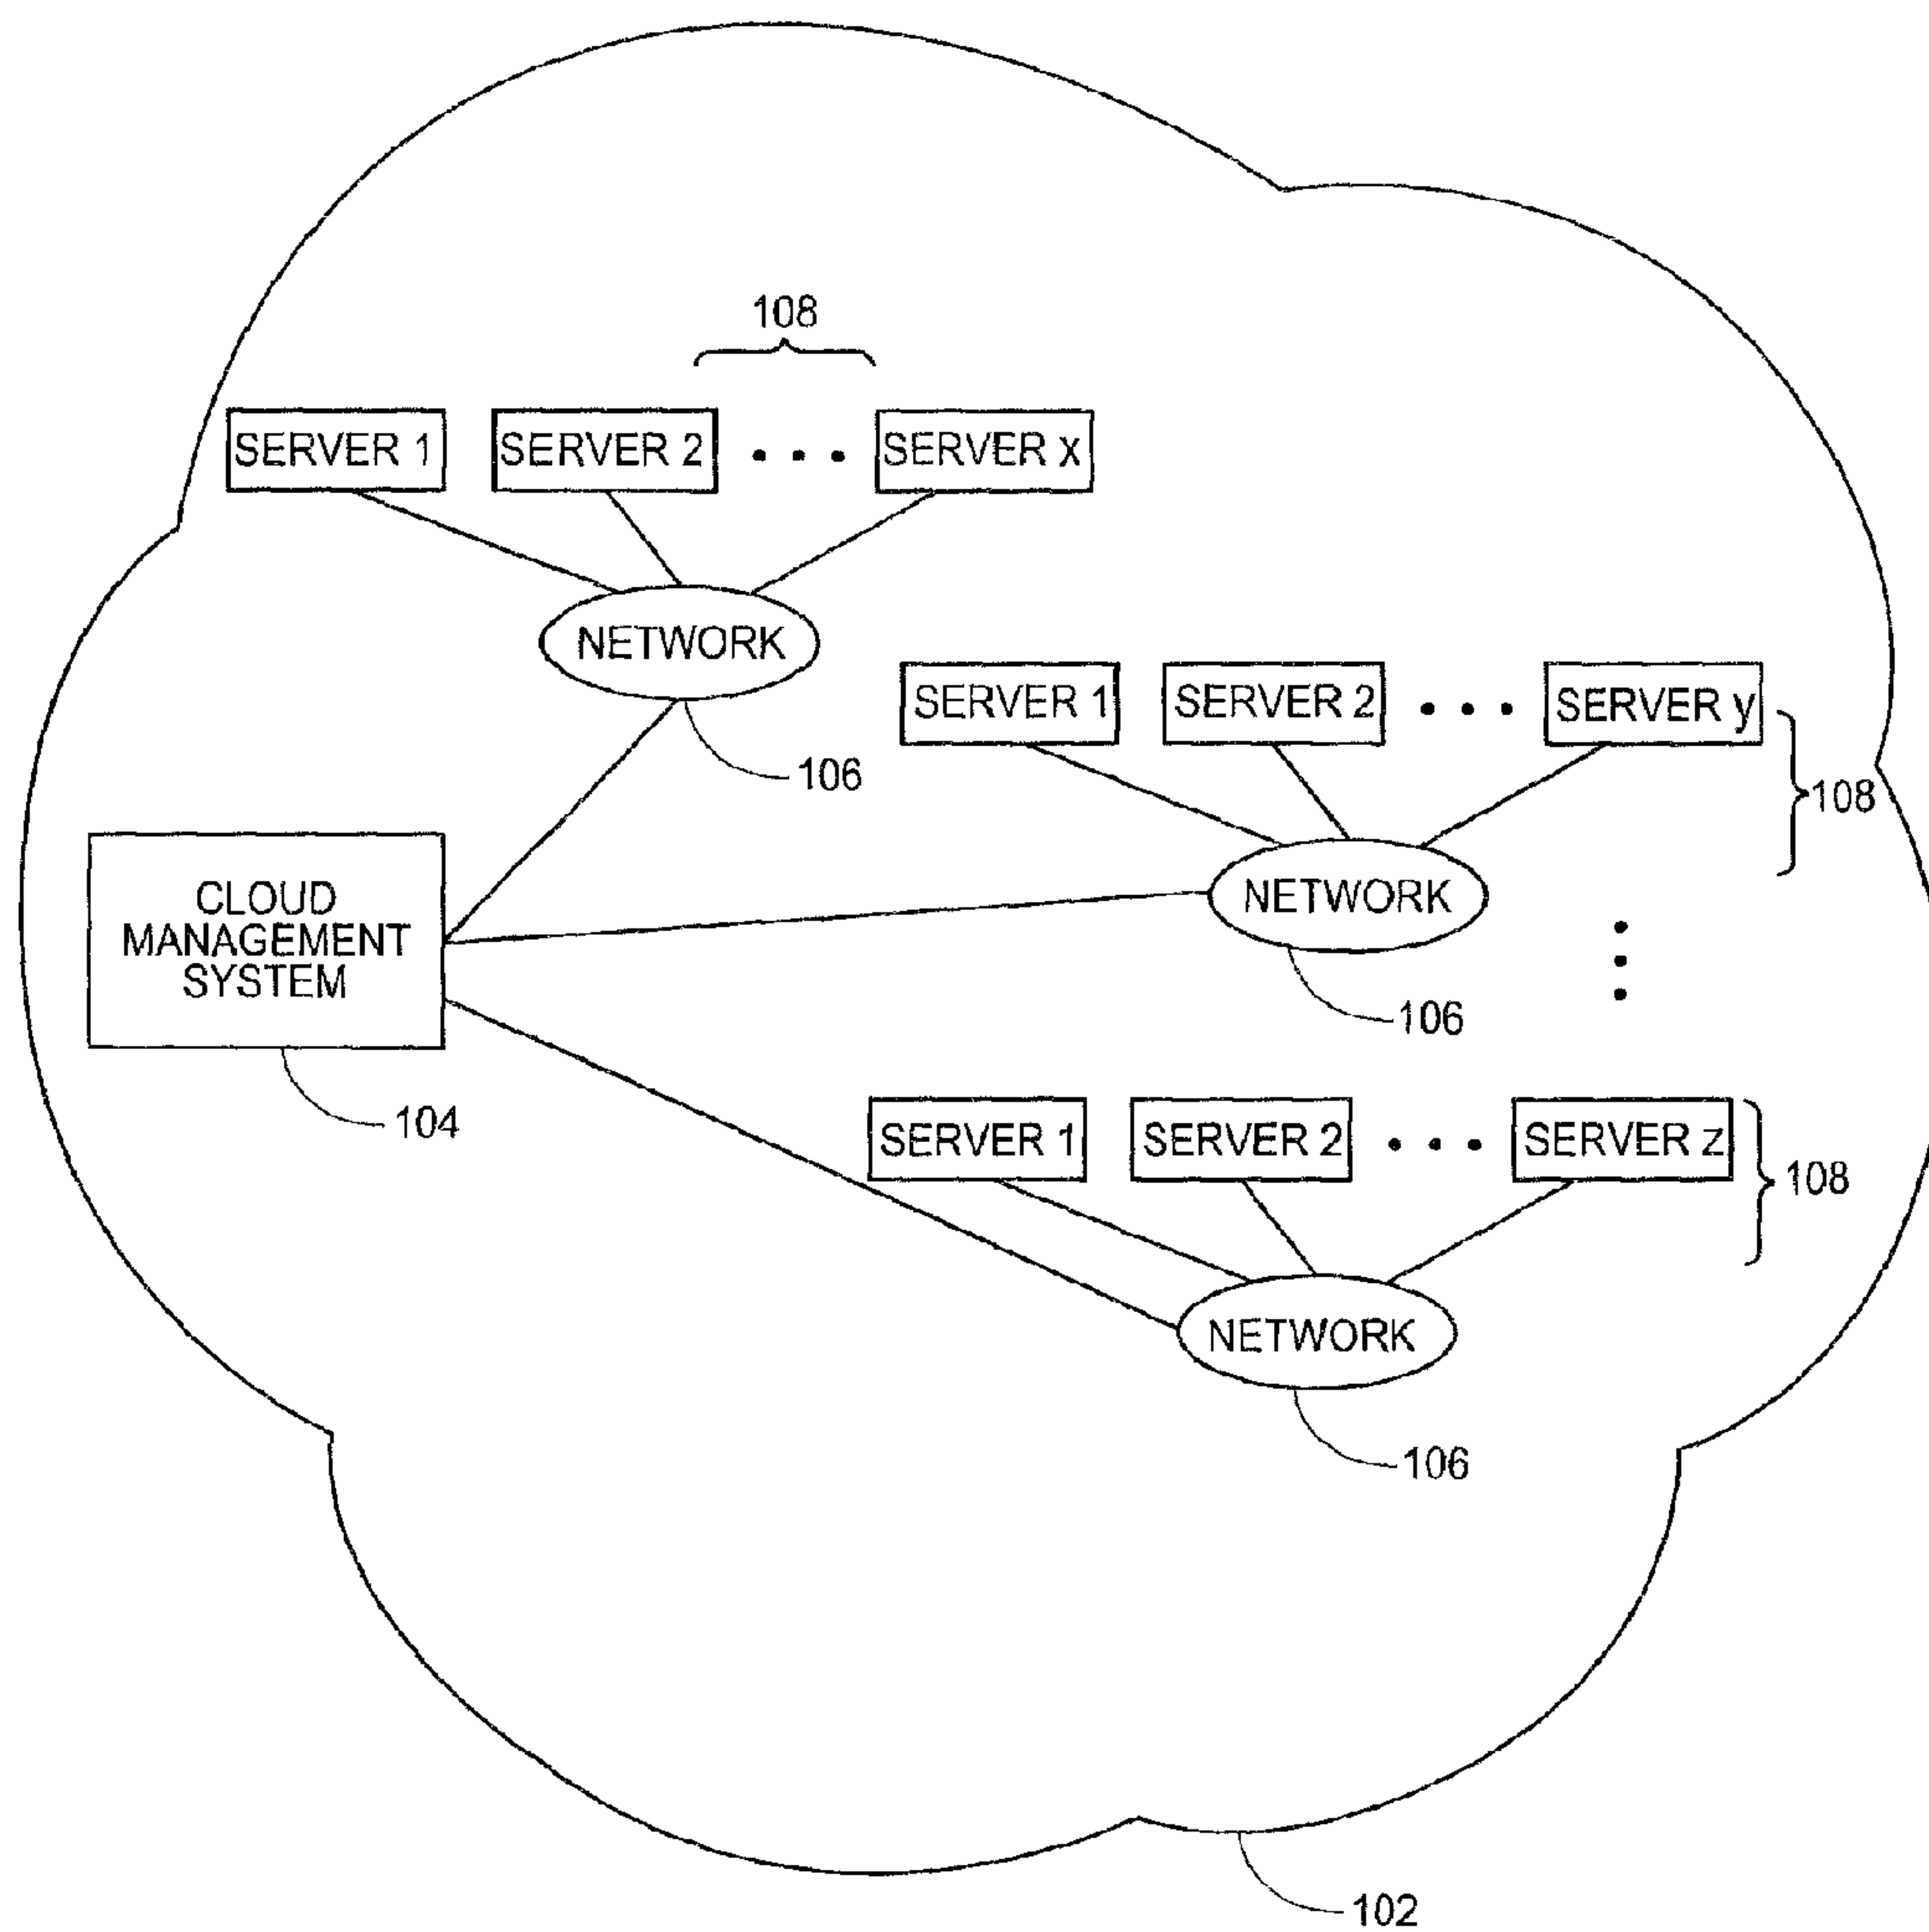 108
SERVER 1 SERVER 2 SERVER x
NETWORK
106
SERVER 1 SERVER 2 • • • SERVER y
108
CLOUD
MANAGEMENT
SYSTEM
NETWORK
106
104
SERVER 1 SERVER 2 • • • SERVER z
108
NETWORK
106
102